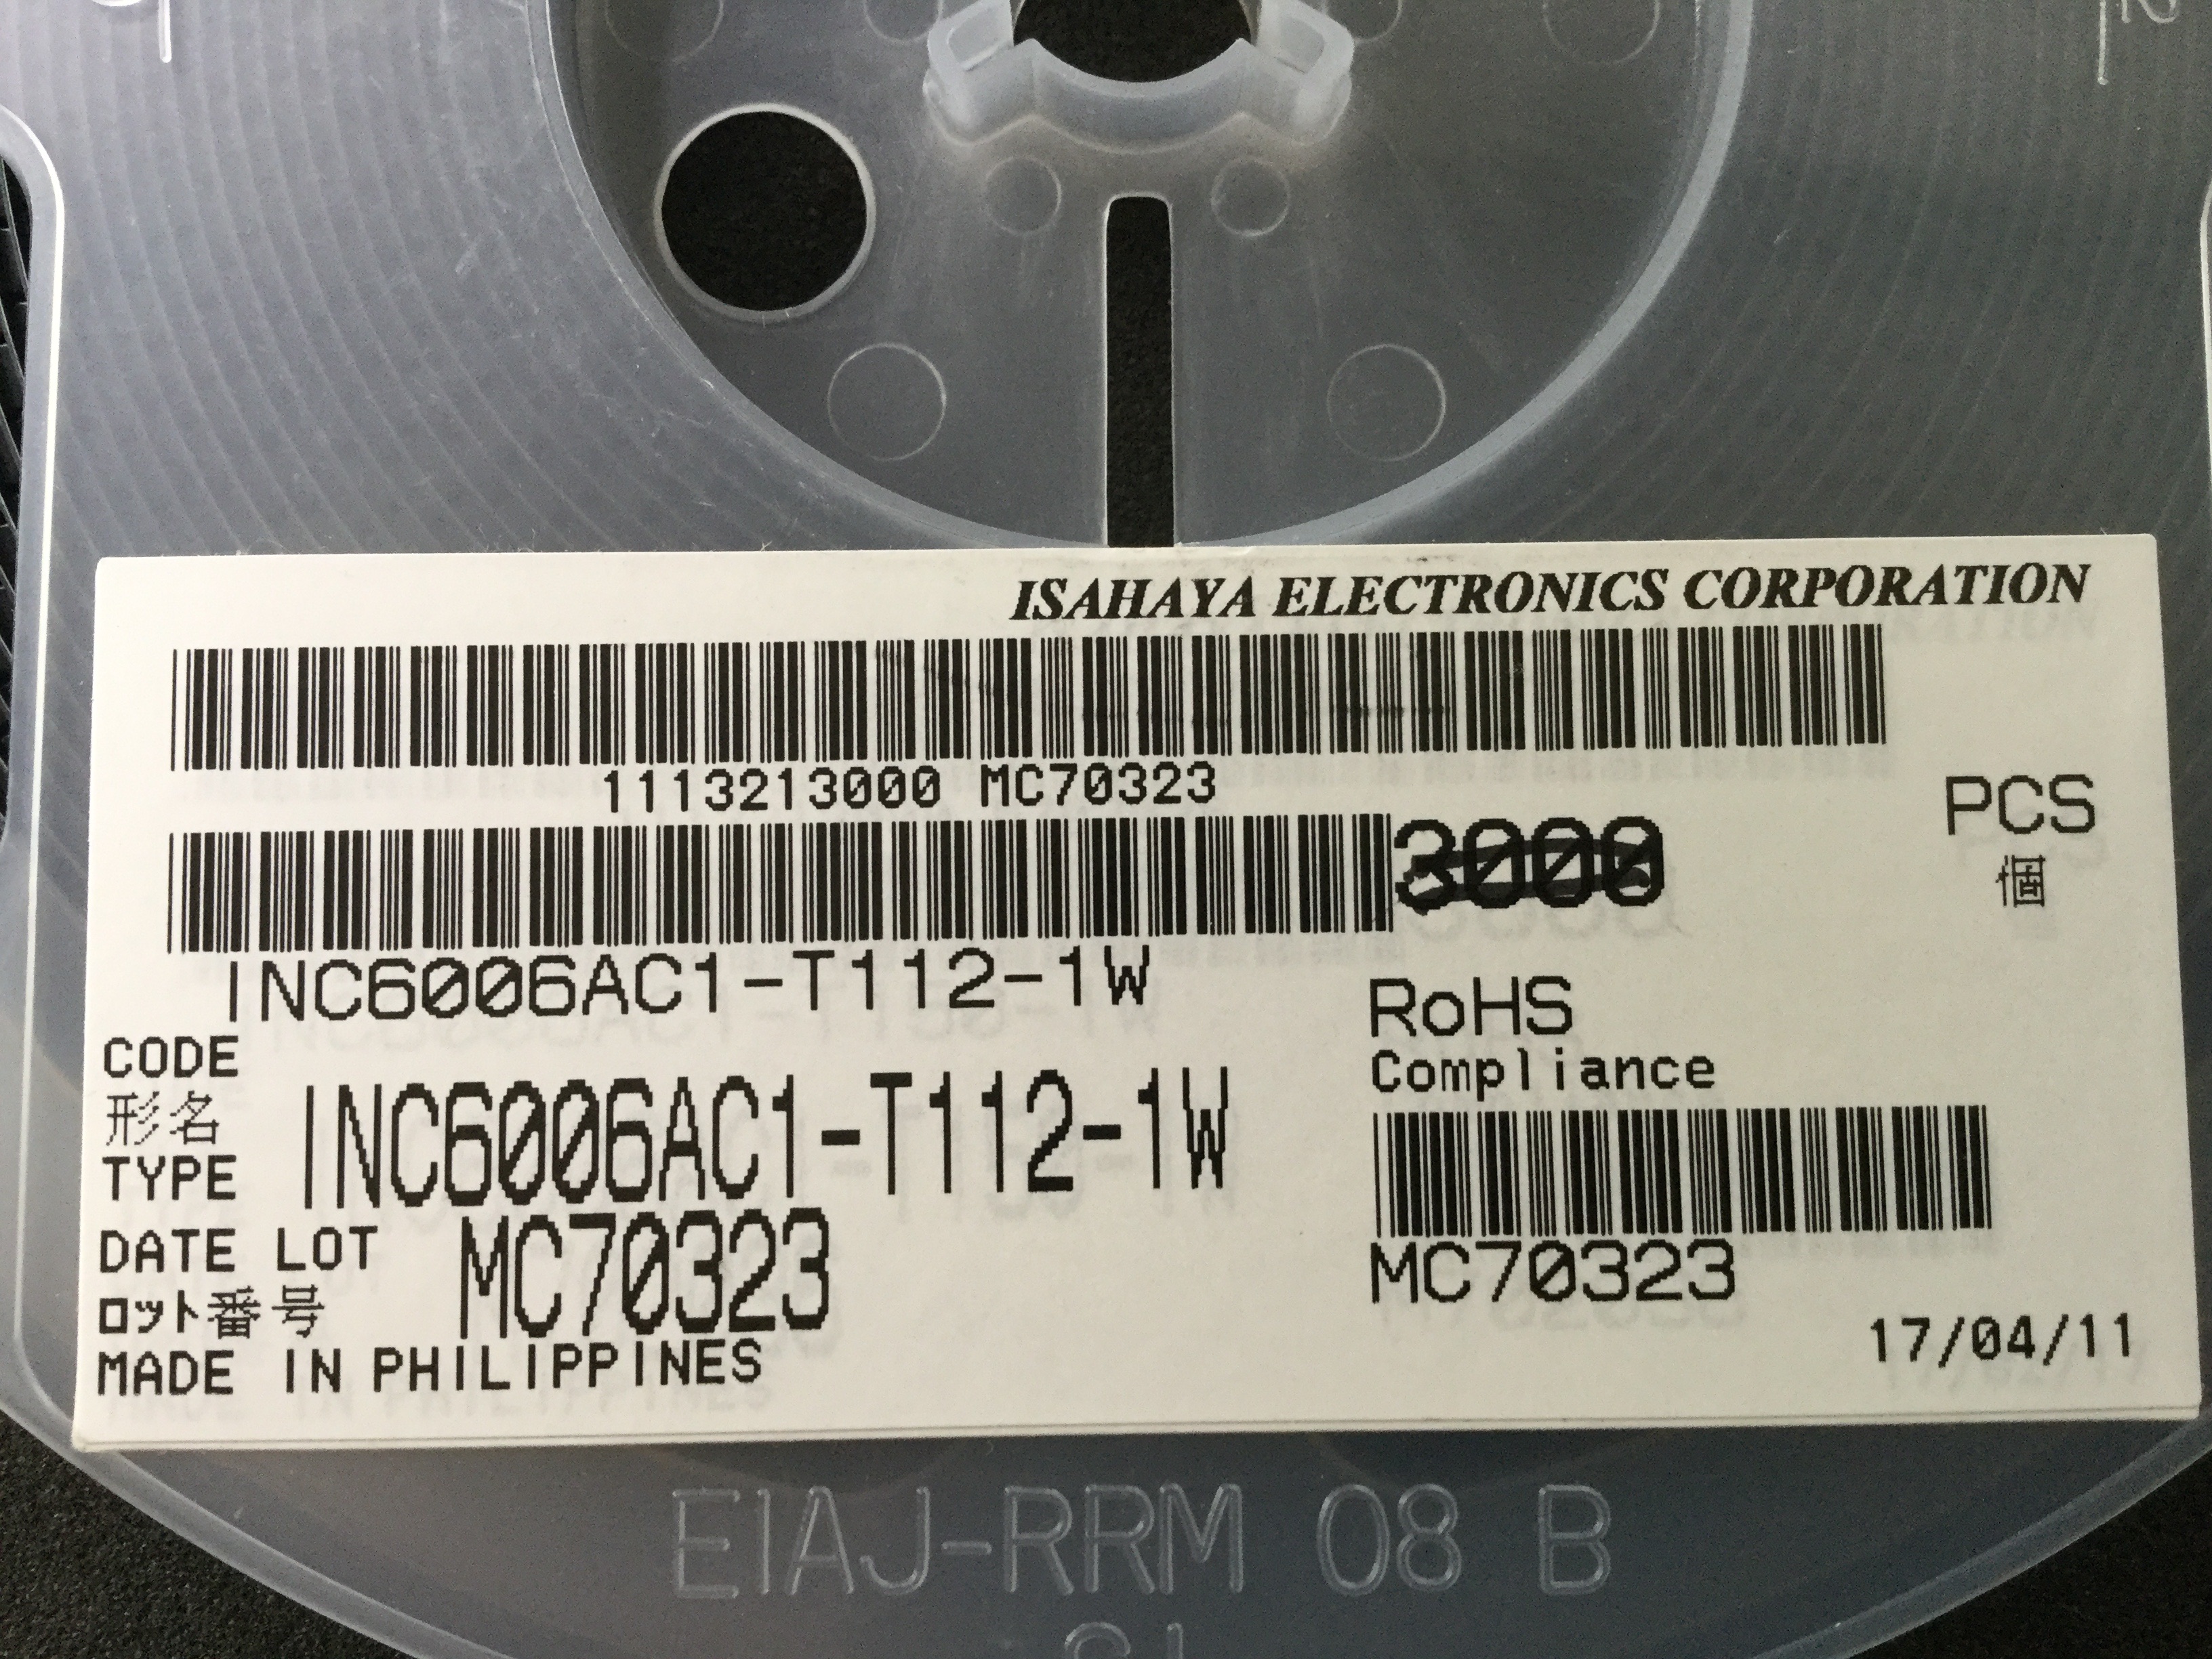 ISAHAYA ELECTRONICS CORPORATION
1113213000 MC70323
3000
PCS
個
INC6006AC1-T112-1W
RoHS
Compliance
CODE
形名
TYPE
INC6006AC1-T112-1W
DATE LOT
ロット番号
MC70323
MC70323
17/04/11
MADE IN PHILIPPINES
EIAJ-RRM 08 B